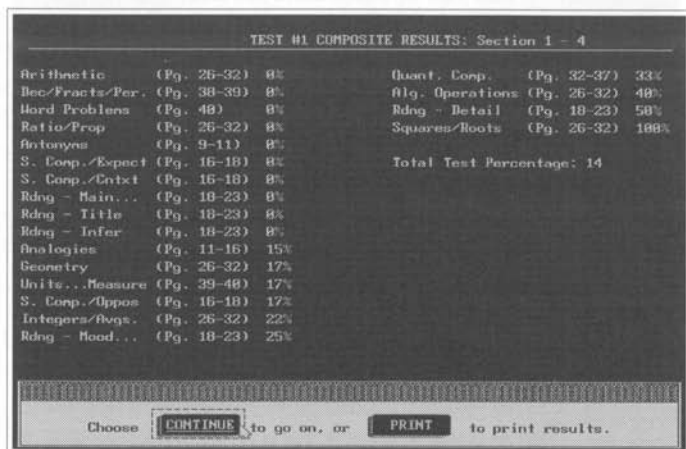 TEST #1 COMPOSITE RESULTS: Section 1 - 4
Arithmetic (Pg. 26-32) 0%
Dec/Fracts/Per. (Pg. 38-39) 0%
Word Problems (Pg. 40) 0%
Ratio/Prop (Pg. 26-32) 0%
Antonyms (Pg. 9-11) 0%
S. Comp./Expect (Pg. 16-18) 0%
S. Comp./Cntxt (Pg. 16-18) 0%
Rdng - Main... (Pg. 18-23) 0%
Rdng - Title (Pg. 18-23) 0%
Rdng - Infer (Pg. 18-23) 0%
Analogies (Pg. 11-16) 15%
Geometry (Pg. 26-32) 17%
Units...Measure (Pg. 39-40) 17%
S. Comp./Oppos (Pg. 16-18) 17%
Integers/Avgs. (Pg. 26-32) 22%
Rdng - Mood... (Pg. 18-23) 25%
Quant. Comp. (Pg. 32-37) 33%
Alg. Operations (Pg. 26-32) 40%
Rdng - Detail (Pg. 18-23) 50%
Squares/Roots (Pg. 26-32) 100%
Total Test Percentage: 14
Choose CONTINUE to go on, or PRINT to print results.